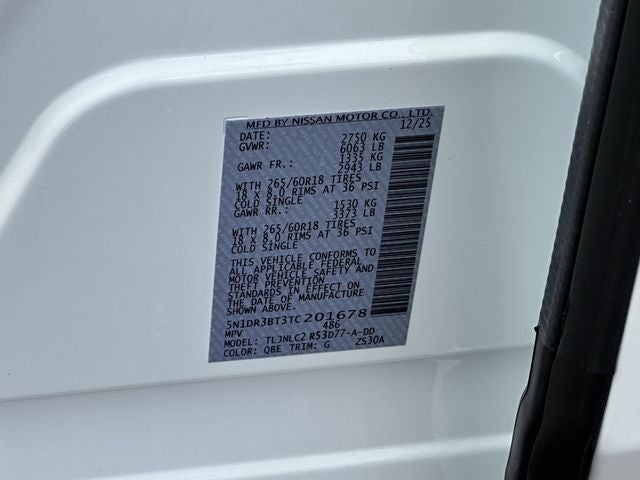 MFD BY NISSAN MOTOR CO., LTD.
DATE: 12/25
GVWR: 2750 KG
6063 LB
GAWR FR.: 1335 KG
2943 LB
WITH 265/60R18 TIRES
18 X 8.0 RIMS AT 36 PSI
COLD SINGLE
GAWR RR.: 1530 KG
3373 LB
WITH 265/60R18 TIRES
18 X 8.0 RIMS AT 36 PSI
COLD SINGLE
THIS VEHICLE CONFORMS TO
ALL APPLICABLE FEDERAL
MOTOR VEHICLE SAFETY AND
THEFT PREVENTION
STANDARDS IN EFFECT ON
THE DATE OF MANUFACTURE
SHOWN ABOVE.
5N1DR3BT3TC201678
MPV 486
MODEL: TLJNLC2 R53D77-A-DD
COLOR: QBE TRIM: G ZS30A